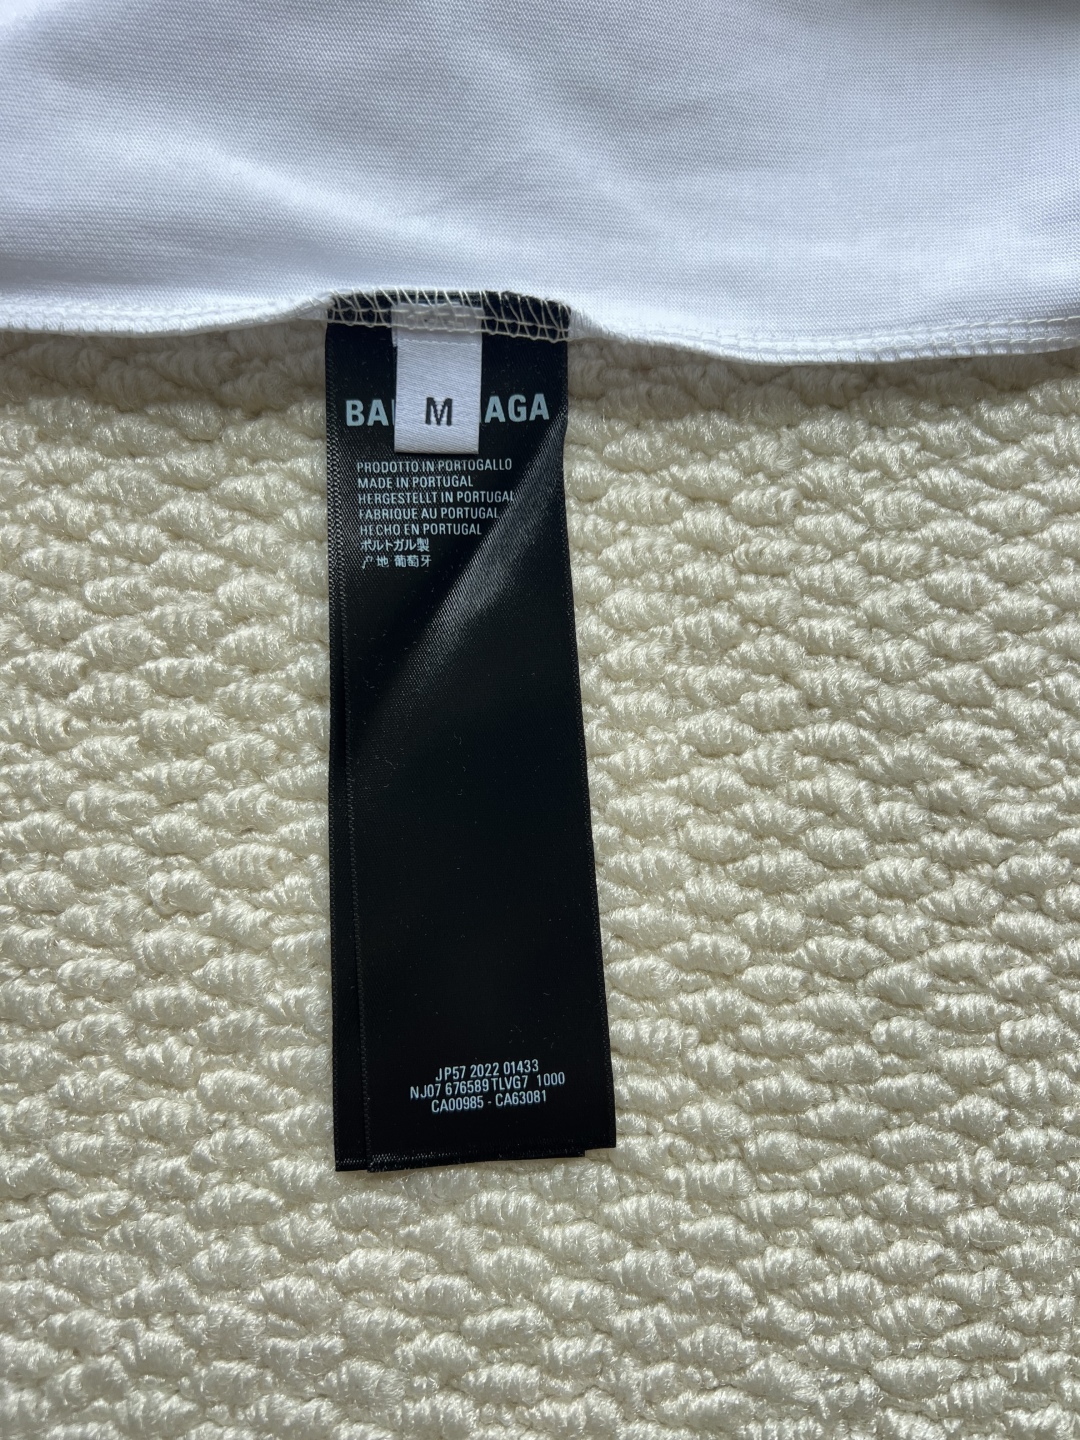 BAL AGA
M
PRODOTTO IN PORTOGALLO
MADE IN PORTUGAL
HERGESTELLT IN PORTUGAL
FABRIQUE AU PORTUGAL
HECHO EN PORTUGAL
ポルトガル製
产地 葡萄牙
JP57 2022 01433
NJ07 676589 TLVG7 1000
CA00985 - CA63081